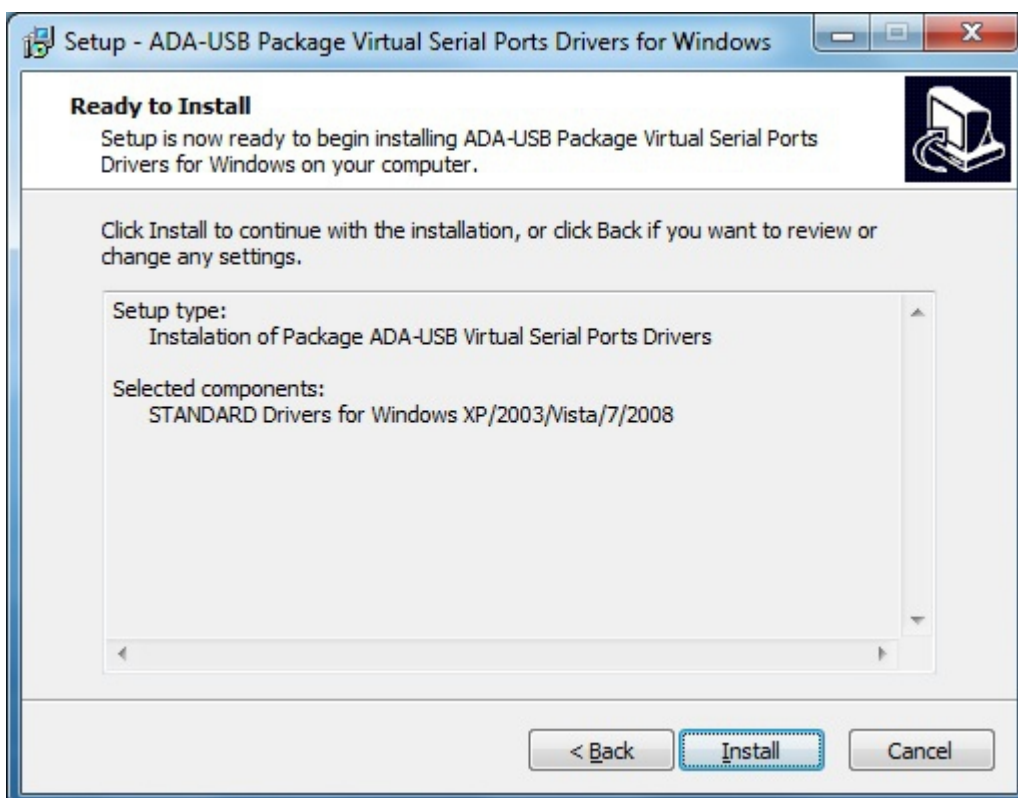 Setup - ADA-USB Package Virtual Serial Ports Drivers for Windows
Ready to Install
Setup is now ready to begin installing ADA-USB Package Virtual Serial Ports
Drivers for Windows on your computer.
Click Install to continue with the installation, or click Back if you want to review or
change any settings.
Setup type:
Instalation of Package ADA-USB Virtual Serial Ports Drivers
Selected components:
STANDARD Drivers for Windows XP/2003/Vista/7/2008
< Back
Install
Cancel